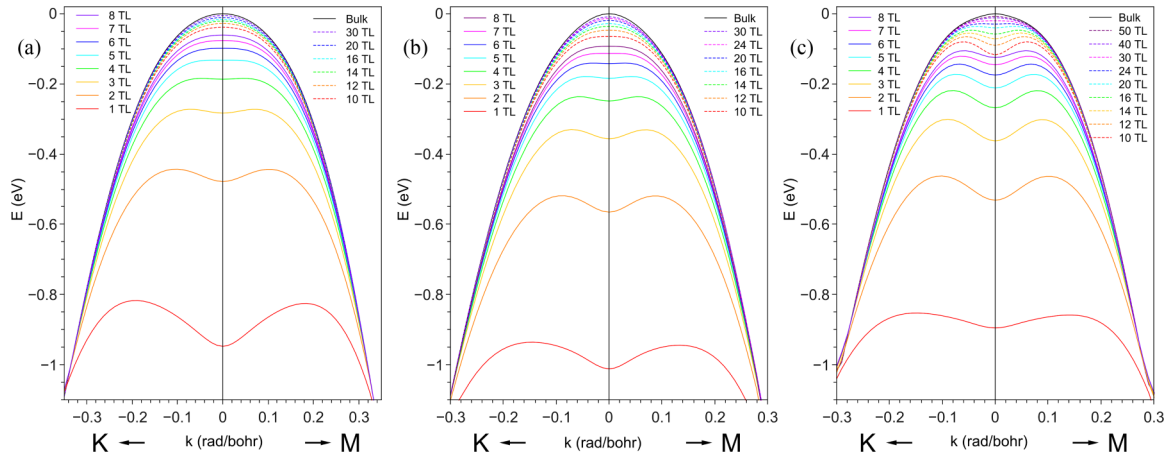 (a)
E (eV)
0
−0.2
−0.4
−0.6
−0.8
−1
8 TL
7 TL
6 TL
5 TL
4 TL
3 TL
2 TL
1 TL
Bulk
30 TL
20 TL
16 TL
14 TL
12 TL
10 TL
−0.3 −0.2 −0.1 0 0.1 0.2 0.3
K ← k (rad/bohr) → M
(b)
E (eV)
0
−0.2
−0.4
−0.6
−0.8
−1
8 TL
7 TL
6 TL
5 TL
4 TL
3 TL
2 TL
1 TL
Bulk
30 TL
24 TL
20 TL
16 TL
14 TL
12 TL
10 TL
−0.3 −0.2 −0.1 0 0.1 0.2 0.3
K ← k (rad/bohr) → M
(c)
E (eV)
0
−0.2
−0.4
−0.6
−0.8
−1
8 TL
7 TL
6 TL
5 TL
4 TL
3 TL
2 TL
1 TL
Bulk
50 TL
40 TL
30 TL
24 TL
20 TL
16 TL
14 TL
12 TL
10 TL
−0.3 −0.2 −0.1 0 0.1 0.2 0.3
K ← k (rad/bohr) → M